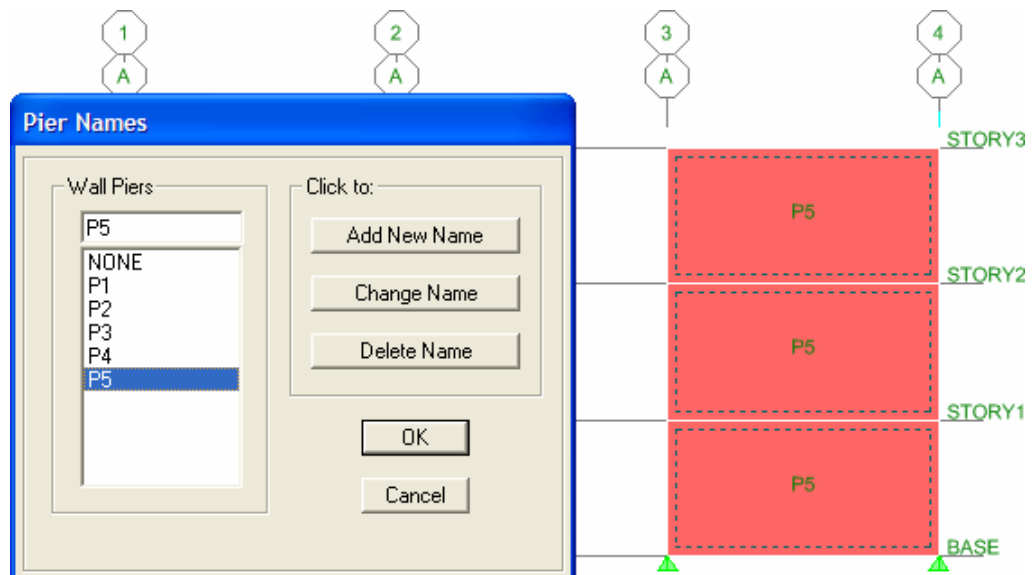 1 2 3 4
A A A A
Pier Names
Wall Piers
P5
NONE
P1
P2
P3
P4
P5
Click to:
Add New Name
Change Name
Delete Name
OK
Cancel
STORY3
P5
STORY2
P5
STORY1
P5
BASE